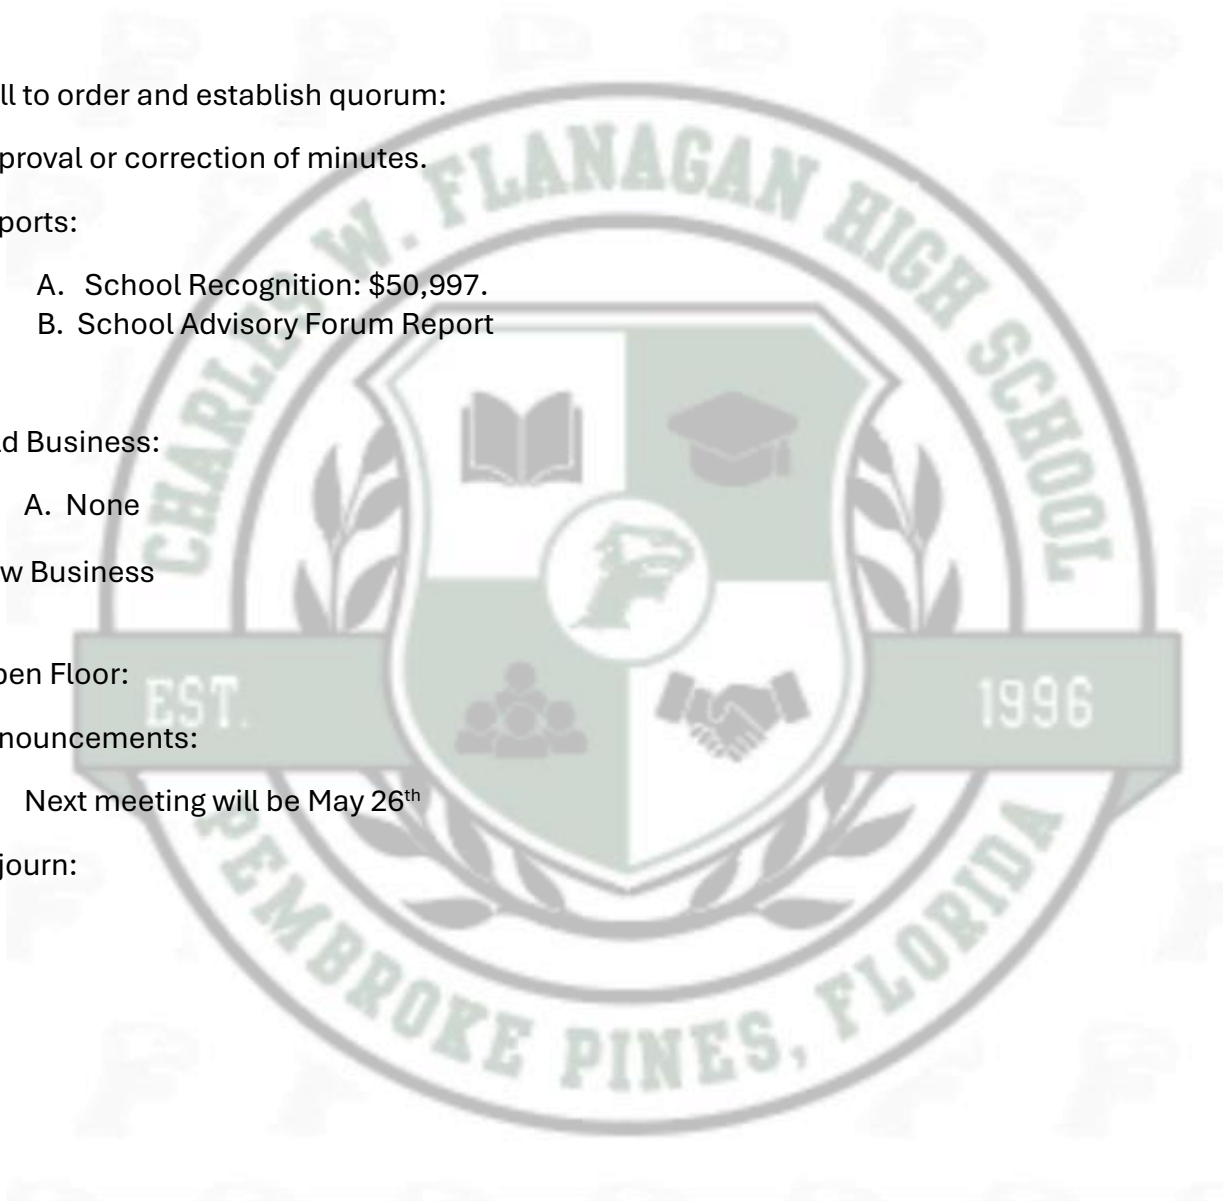 ll to order and establish quorum:
proval or correction of minutes.
ports:
A. School Recognition: $50,997.
B. School Advisory Forum Report
ld Business:
A. None
w Business
pen Floor:
nouncements:
Next meeting will be May 26th
journ:
CHARLES W. FLANAGAN HIGH SCHOOL
EST. 1996
PEMBROKE PINES, FLORIDA